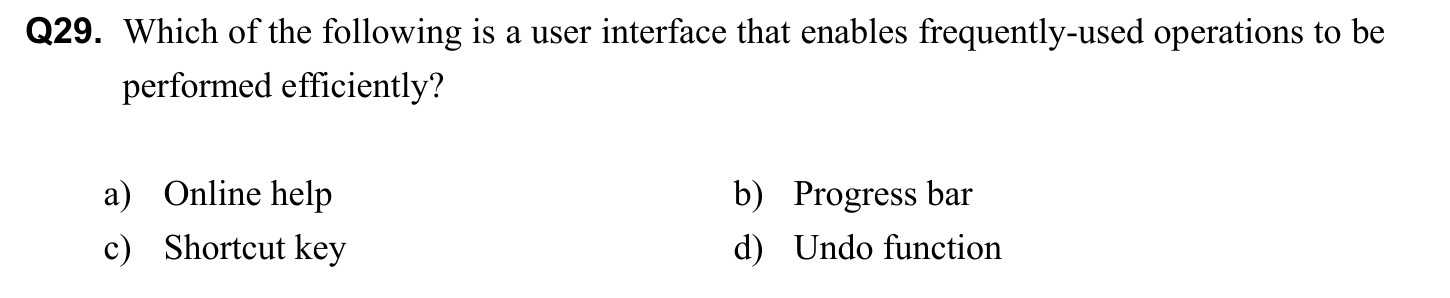 Q29. Which of the following is a user interface that enables frequently-used operations to be
performed efficiently?
a) Online help b) Progress bar
c) Shortcut key d) Undo function